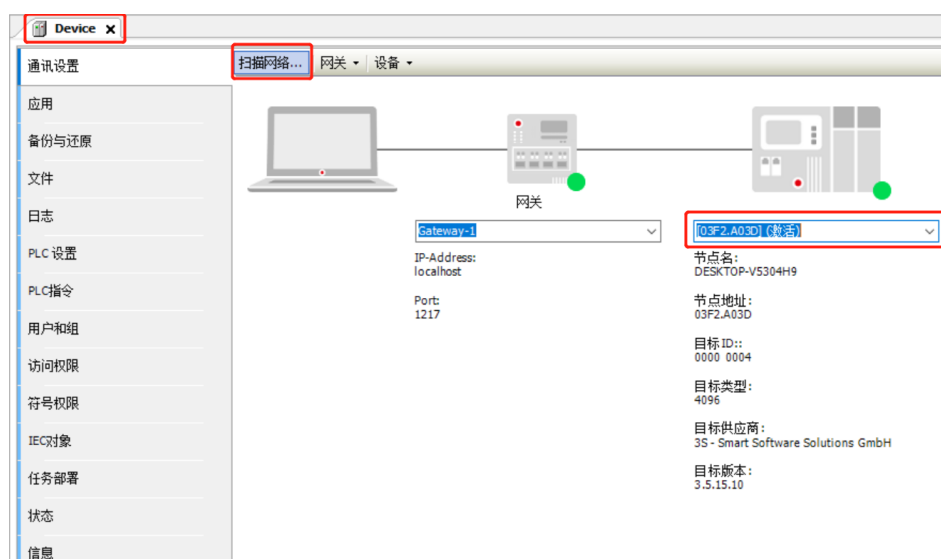 Device
通讯设置
扫描网络... 网关 设备
应用
备份与还原
文件
日志
PLC 设置
PLC指令
用户和组
访问权限
符号权限
IEC对象
任务部署
状态
信息
网关
Gateway-1
IP-Address:
localhost
Port:
1217
[03F2.A03D] (激活)
节点名:
DESKTOP-V5304H9
节点地址:
03F2.A03D
目标ID::
0000 0004
目标类型:
4096
目标供应商:
3S - Smart Software Solutions GmbH
目标版本:
3.5.15.10